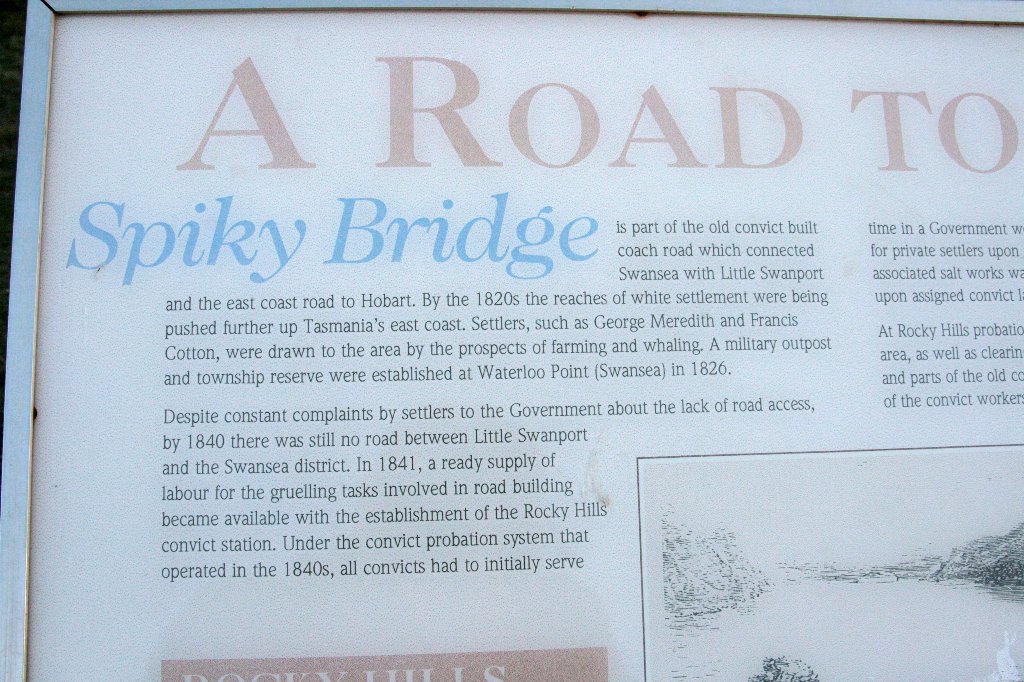 A ROAD TO
Spiky Bridge
is part of the old convict built
coach road which connected
Swansea with Little Swanport
and the east coast road to Hobart. By the 1820s the reaches of white settlement were being
pushed further up Tasmania's east coast. Settlers, such as George Meredith and Francis
Cotton, were drawn to the area by the prospects of farming and whaling. A military outpost
and township reserve were established at Waterloo Point (Swansea) in 1826.
Despite constant complaints by settlers to the Government about the lack of road access,
by 1840 there was still no road between Little Swanport
and the Swansea district. In 1841, a ready supply of
labour for the gruelling tasks involved in road building
became available with the establishment of the Rocky Hills
convict station. Under the convict probation system that
operated in the 1840s, all convicts had to initially serve
time in a Government
for private settlers upon
associated salt works
upon assigned convict
At Rocky Hills
area, as well as
and parts of the old
of the convict workers
ROCKY HILLS